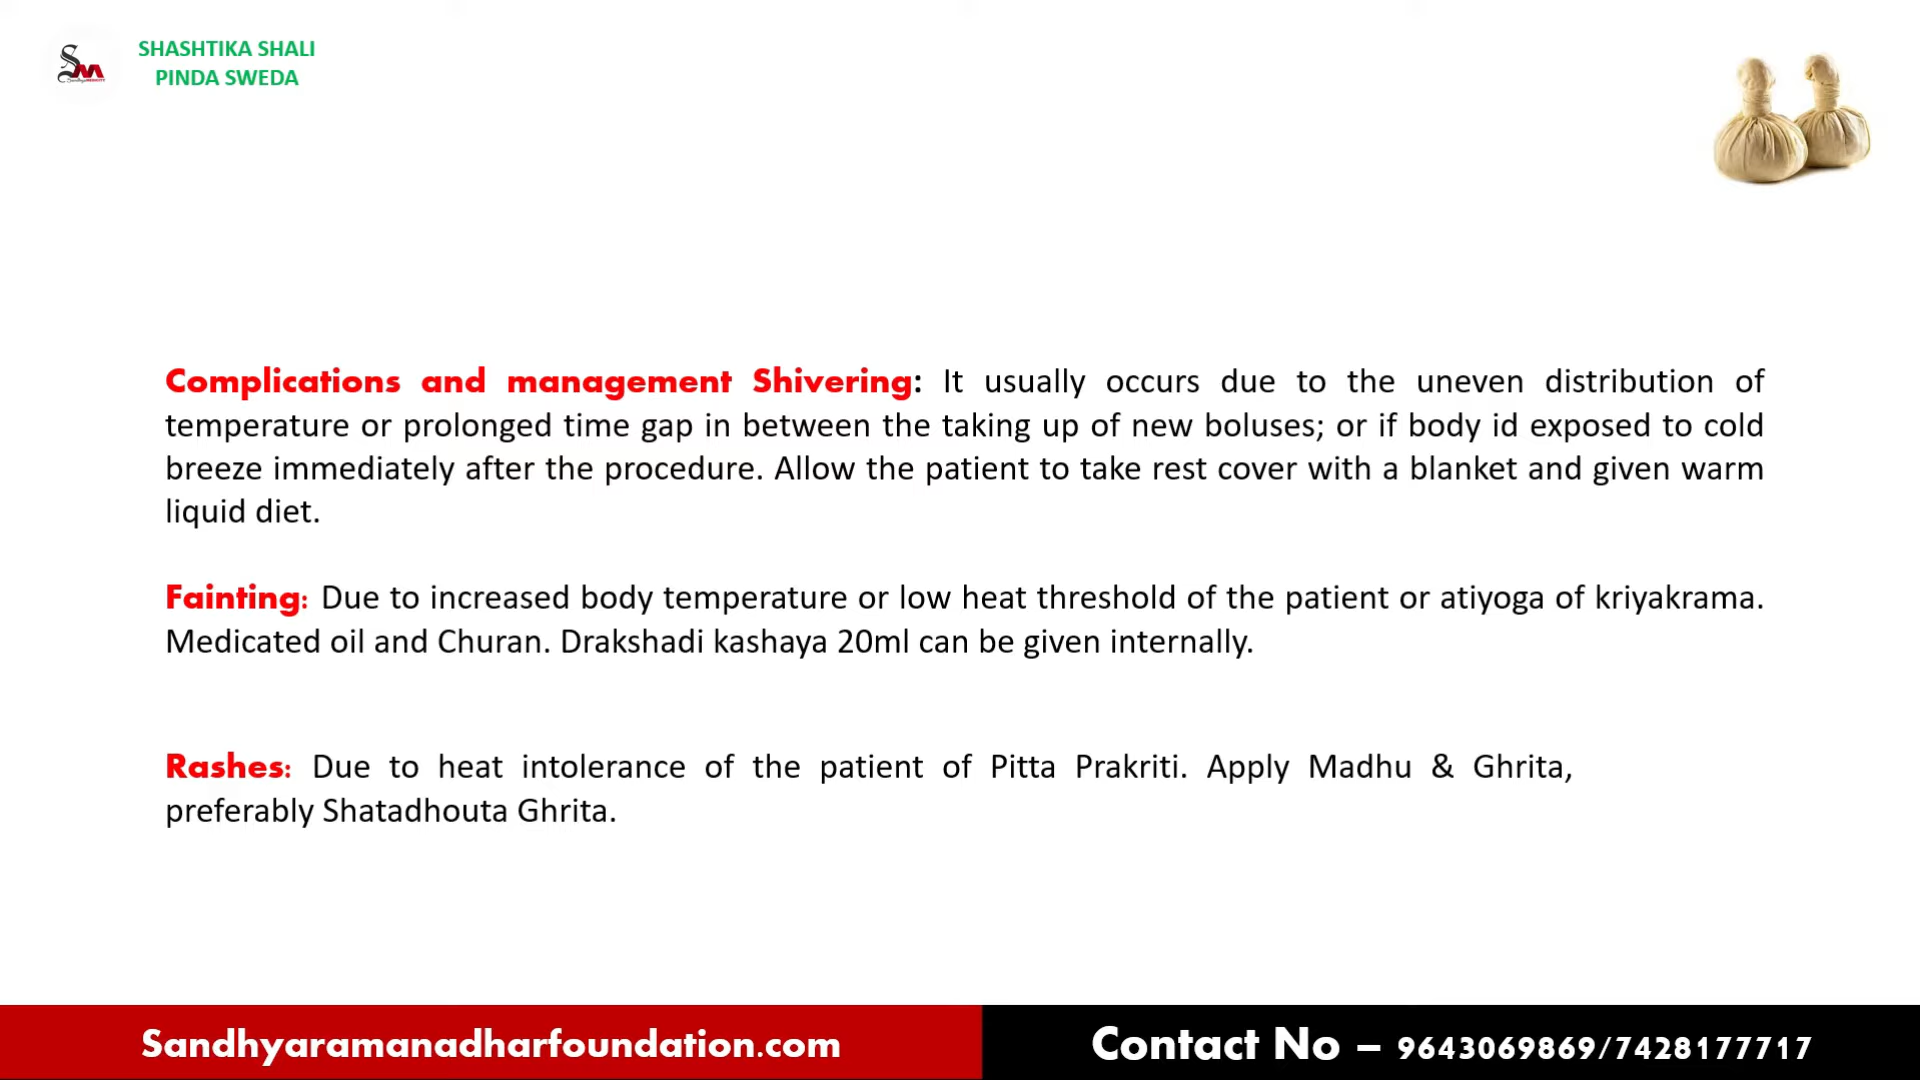 SHASHTIKA SHALI
PINDA SWEDA
Complications and management Shivering: It usually occurs due to the uneven distribution of
temperature or prolonged time gap in between the taking up of new boluses; or if body id exposed to cold
breeze immediately after the procedure. Allow the patient to take rest cover with a blanket and given warm
liquid diet.
Fainting: Due to increased body temperature or low heat threshold of the patient or atiyoga of kriyakrama.
Medicated oil and Churan. Drakshadi kashaya 20ml can be given internally.
Rashes: Due to heat intolerance of the patient of Pitta Prakriti. Apply Madhu & Ghrita,
preferably Shatadhouta Ghrita.
Sandhyaramanadharfoundation.com
Contact No – 9643069869/7428177717